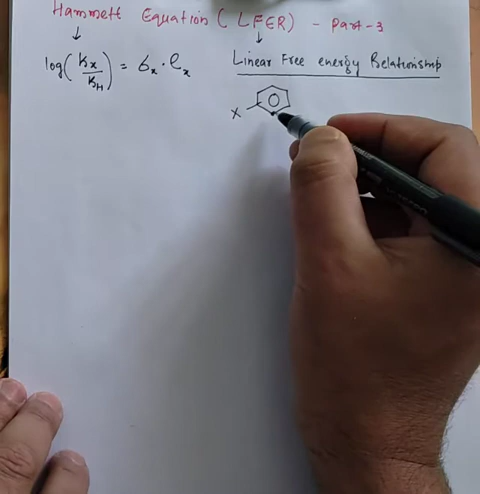 Hammett Equation (LFER) - Part-3
log(kx/kH) = σx · ρx
Linear Free energy Relationship
X